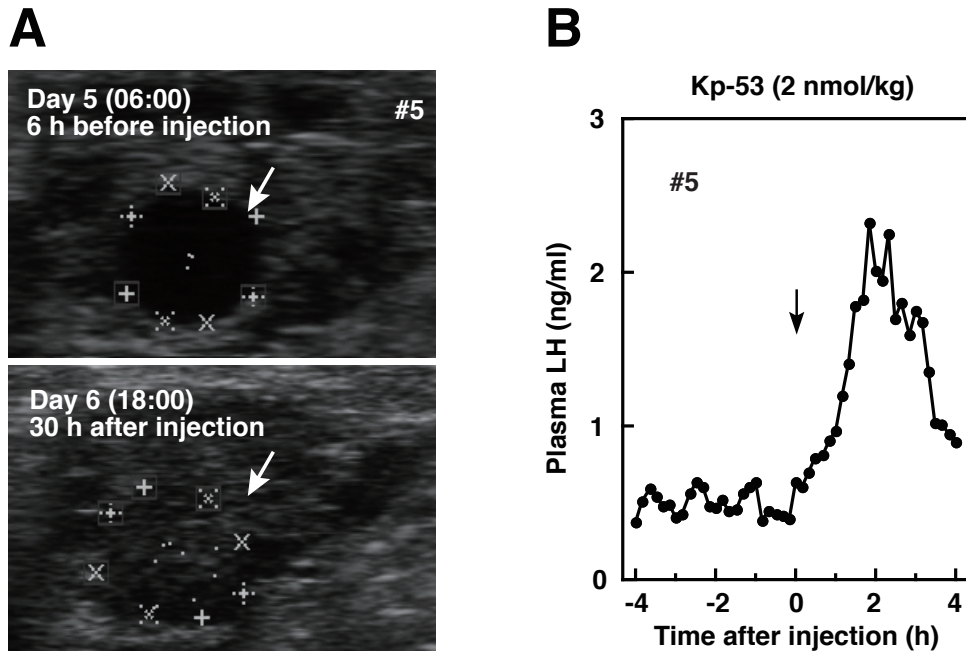 A
Day 5 (06:00)
6 h before injection
#5
Day 6 (18:00)
30 h after injection
B
Kp-53 (2 nmol/kg)
#5
Plasma LH (ng/ml)
3
2
1
0
-4
-2
0
2
4
Time after injection (h)